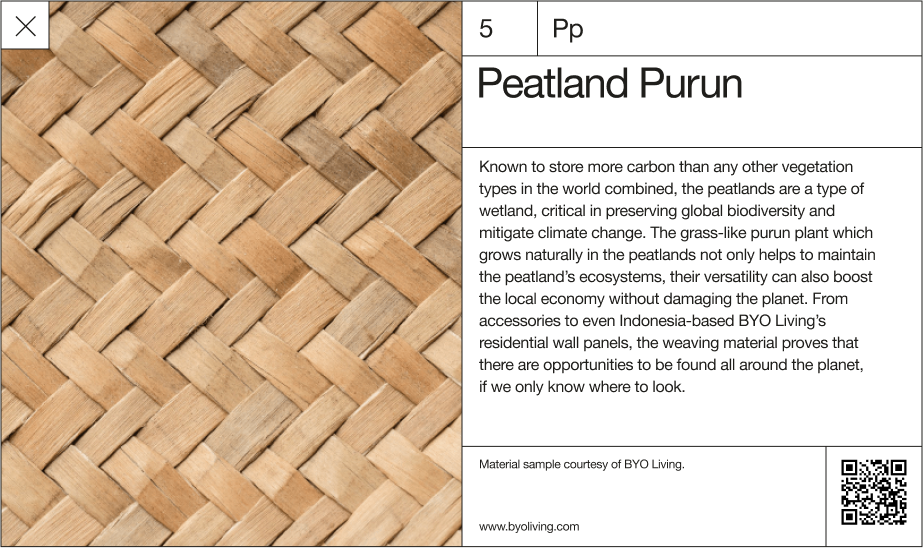 5
Pp
Peatland Purun
Known to store more carbon than any other vegetation
types in the world combined, the peatlands are a type of
wetland, critical in preserving global biodiversity and
mitigate climate change. The grass-like purun plant which
grows naturally in the peatlands not only helps to maintain
the peatland’s ecosystems, their versatility can also boost
the local economy without damaging the planet. From
accessories to even Indonesia-based BYO Living’s
residential wall panels, the weaving material proves that
there are opportunities to be found all around the planet,
if we only know where to look.
Material sample courtesy of BYO Living.
www.byoliving.com